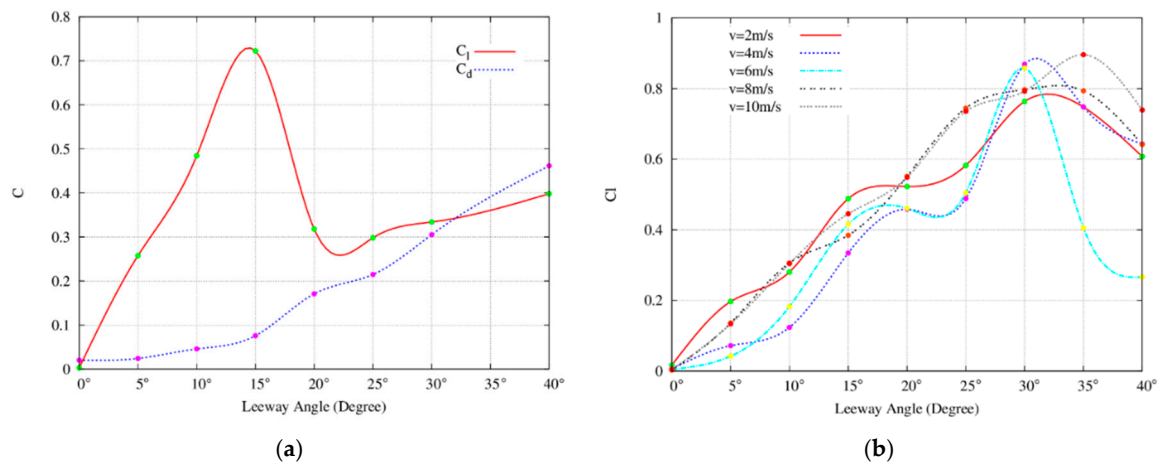 0.8
0.7
0.6
0.5
0.4
0.3
0.2
0.1
0
C
C_l
C_d
0° 5° 10° 15° 20° 25° 30° 35° 40°
Leeway Angle (Degree)
(a)
1
0.8
0.6
0.4
0.2
0
Cl
v=2m/s
v=4m/s
v=6m/s
v=8m/s
v=10m/s
0° 5° 10° 15° 20° 25° 30° 35° 40°
Leeway Angle (Degree)
(b)